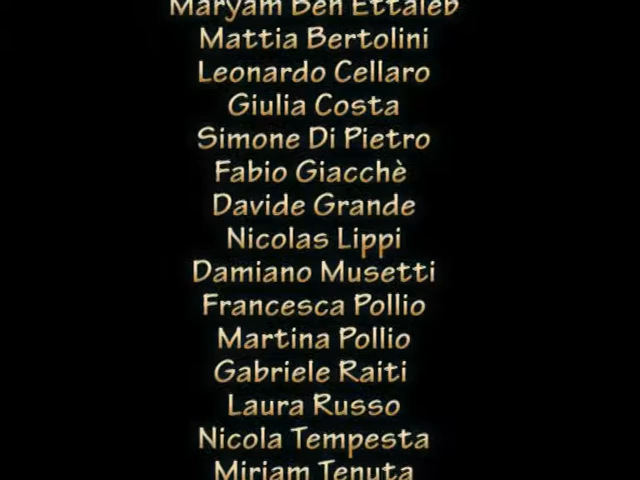 Maryam Ben Ettaleb
Mattia Bertolini
Leonardo Cellaro
Giulia Costa
Simone Di Pietro
Fabio Giacchè
Davide Grande
Nicolas Lippi
Damiano Musetti
Francesca Pollio
Martina Pollio
Gabriele Raiti
Laura Russo
Nicola Tempesta
Miriam Tenuta